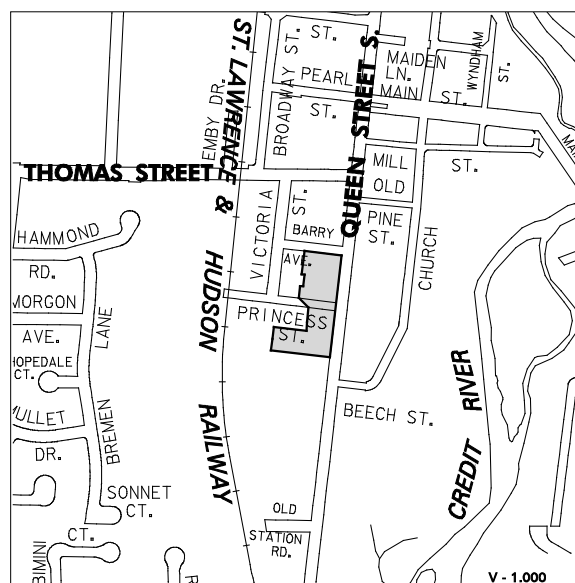 ST. LAWRENCE & HUDSON RAILWAY
EMBY DR.
BROADWAY ST.
ST.
PEARL
ST.
QUEEN STREET S.
MAIDEN
LN.
MAIN ST.
WYNDHAM
ST.
THOMAS STREET
MILL
ST.
OLD
PINE
ST.
CHURCH
HAMMOND
RD.
VICTORIA
ST.
BARRY
AVE.
MORGON
AVE.
LANE
BREMEN
PRINCESS
ST.
HOPEDALE
CT.
MULLET
DR.
BEECH ST.
CREDIT RIVER
SONNET
CT.
OLD
STATION
RD.
BIMINI
CT.
V - 1.000